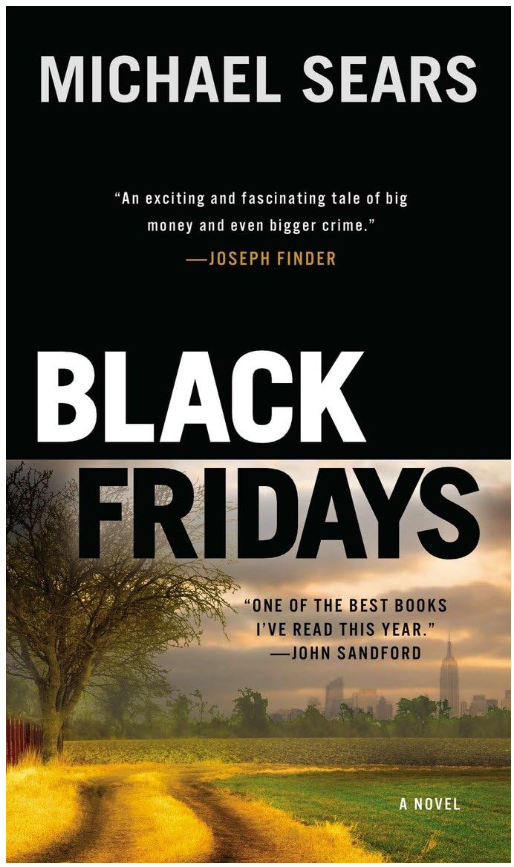 MICHAEL SEARS
“An exciting and fascinating tale of big
money and even bigger crime.”
—JOSEPH FINDER
BLACK
FRIDAYS
“ONE OF THE BEST BOOKS
I’VE READ THIS YEAR.”
—JOHN SANDFORD
A NOVEL